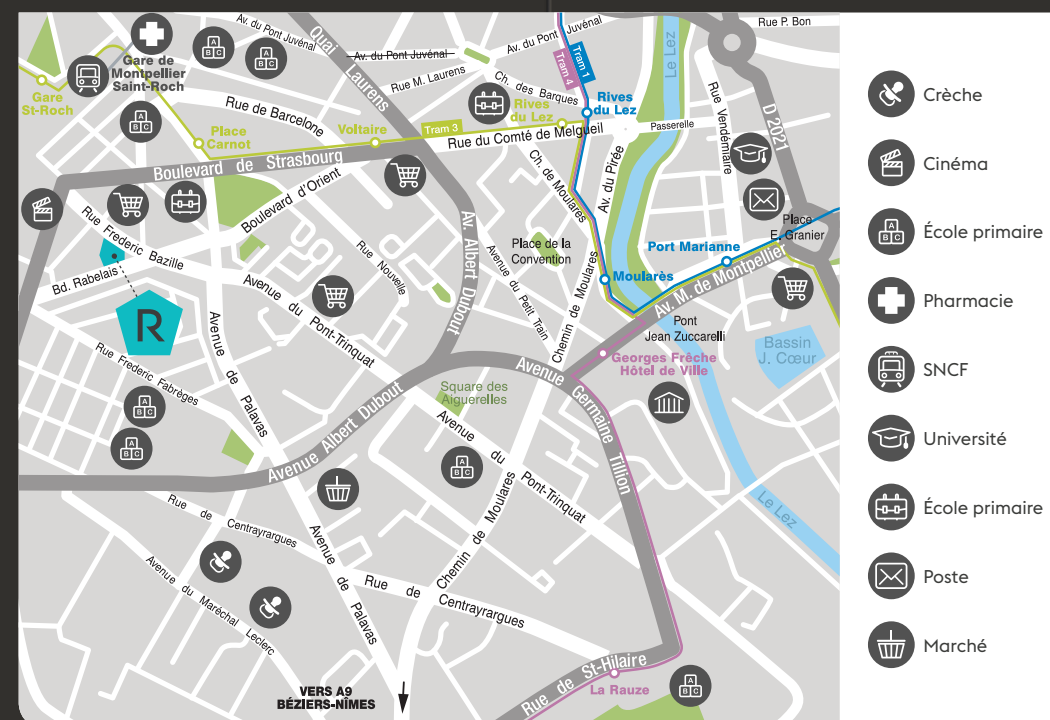 Av. du Pont Juvénal
Quai Laurens
Av. du Pont Juvénal
Av. du Pont Juvénal
Rue P. Bon
Le Lez
Tram 4
Tram 1
Gare de
Montpellier
Saint-Roch
Gare
St-Roch
Rue M. Laurens
Ch. des Barques
Rives
du Lez
Rives
du Lez
Rue de Barcelone
Place
Carnot
Voltaire
Tram 3
Rue du Comté de Melgueil
Passerelle
Rue Vendémiaire
D 2021
Boulevard de Strasbourg
Boulevard d'Orient
Ch. de Moulares
Av. du Pirée
Rue Frederic Bazille
Bd. Rabelais
Rue Nouvelle
Av. Albert Dubout
Avenue du Petit Train
Place de la
Convention
Chemin de Moulares
Port Marianne
Place
E. Granier
Moularès
Av. M. de Montpellier
Pont
Jean Zuccarelli
Bassin
J. Cœur
R
Avenue du Pont-Trinquat
Avenue de Palavas
Rue Frederic Fabrèges
Georges Frêche
Hôtel de Ville
Avenue Germaine Tillion
Square des
Aiguerelles
Avenue Albert Dubout
Avenue du Pont-Trinquat
Le Lez
Rue de Centrayrargues
Avenue de Palavas
Chemin de Moulares
Avenue du Maréchal Leclerc
Rue de Centrayrargues
Rue de St-Hilaire
La Rauze
VERS A9
BÉZIERS-NÎMES
Crèche
Cinéma
A
B C
École primaire
Pharmacie
SNCF
Université
École primaire
Poste
Marché